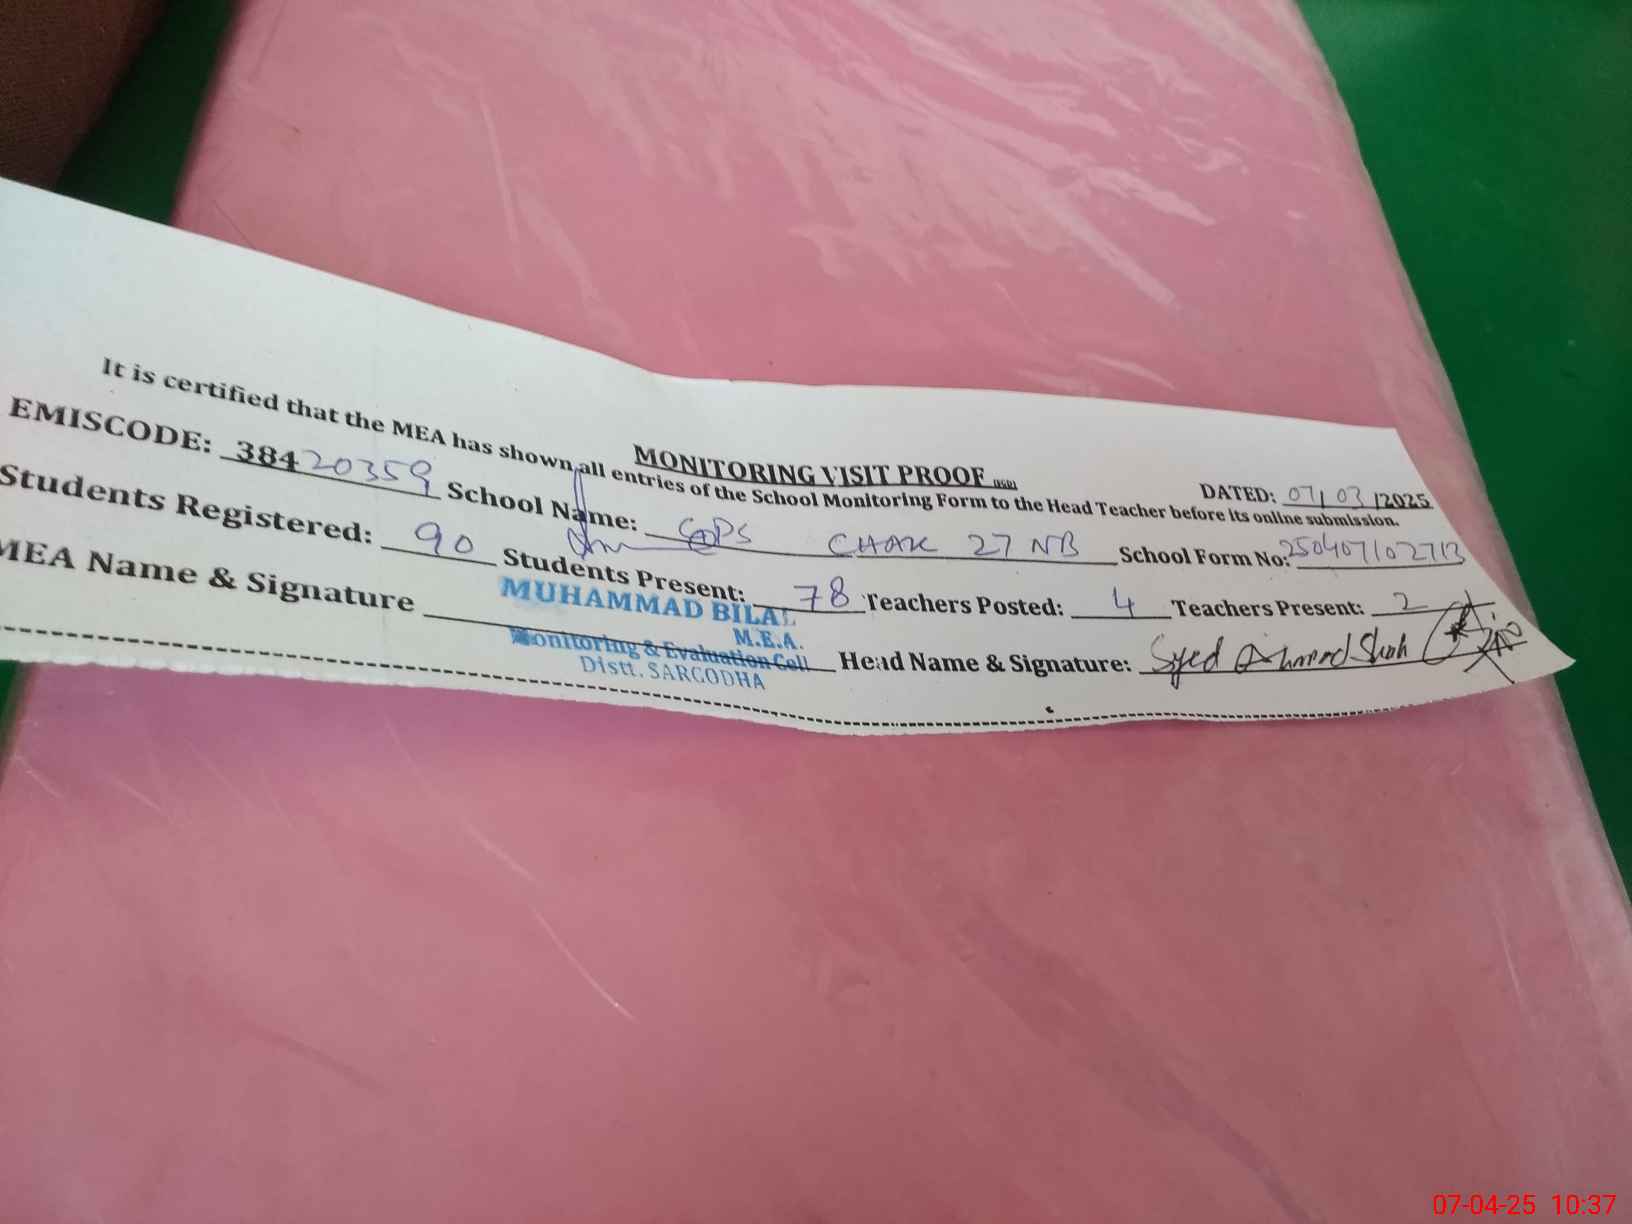 MONITORING VISIT PROOF
DATED: 07/03/2025
It is certified that the MEA has shown all entries of the School Monitoring Form to the Head Teacher before its online submission.
EMISCODE: 38420359 School Name: GPS CHAK 27 NB School Form No: 250407102713
Students Registered: 90 Students Present: 78 Teachers Posted: 4 Teachers Present: 2
MEA Name & Signature Head Name & Signature: Syed Ahmad Shah
MUHAMMAD BILAL
M.E.A.
Monitoring & Evaluation Cell
Distt. SARGODHA
07-04-25 10:37